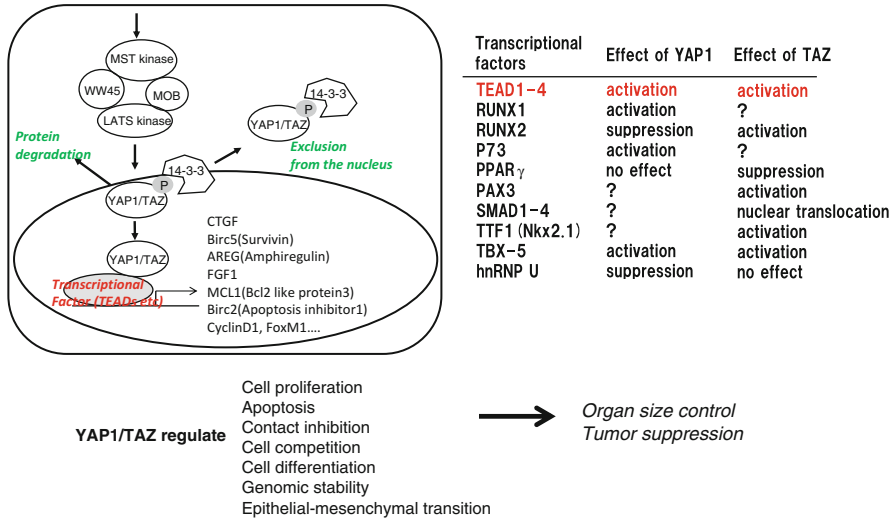 MST kinase
WW45
MOB
LATS kinase
14-3-3
P
YAP1/TAZ
Protein
degradation
Exclusion
from the nucleus
14-3-3
P
YAP1/TAZ
YAP1/TAZ
Transcriptional
Factor (TEADs etc)
CTGF
Birc5(Survivin)
AREG(Amphiregulin)
FGF1
MCL1(Bcl2 like protein3)
Birc2(Apoptosis inhibitor1)
CyclinD1, FoxM1....
Transcriptional factors Effect of YAP1 Effect of TAZ
TEAD1-4 activation activation
RUNX1 activation ?
RUNX2 suppression activation
P73 activation ?
PPARγ no effect suppression
PAX3 ? activation
SMAD1-4 ? nuclear translocation
TTF1(Nkx2.1) ? activation
TBX-5 activation activation
hnRNP U suppression no effect
YAP1/TAZ regulate
Cell proliferation
Apoptosis
Contact inhibition
Cell competition
Cell differentiation
Genomic stability
Epithelial-mesenchymal transition
Organ size control
Tumor suppression